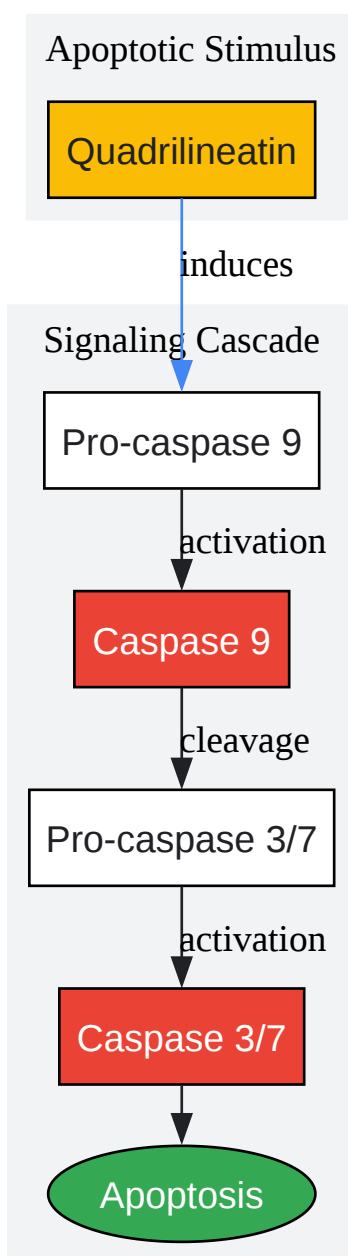 Apoptotic Stimulus
Quadrilineatin
induces
Signaling Cascade
Pro-caspase 9
activation
Caspase 9
cleavage
Pro-caspase 3/7
activation
Caspase 3/7
Apoptosis